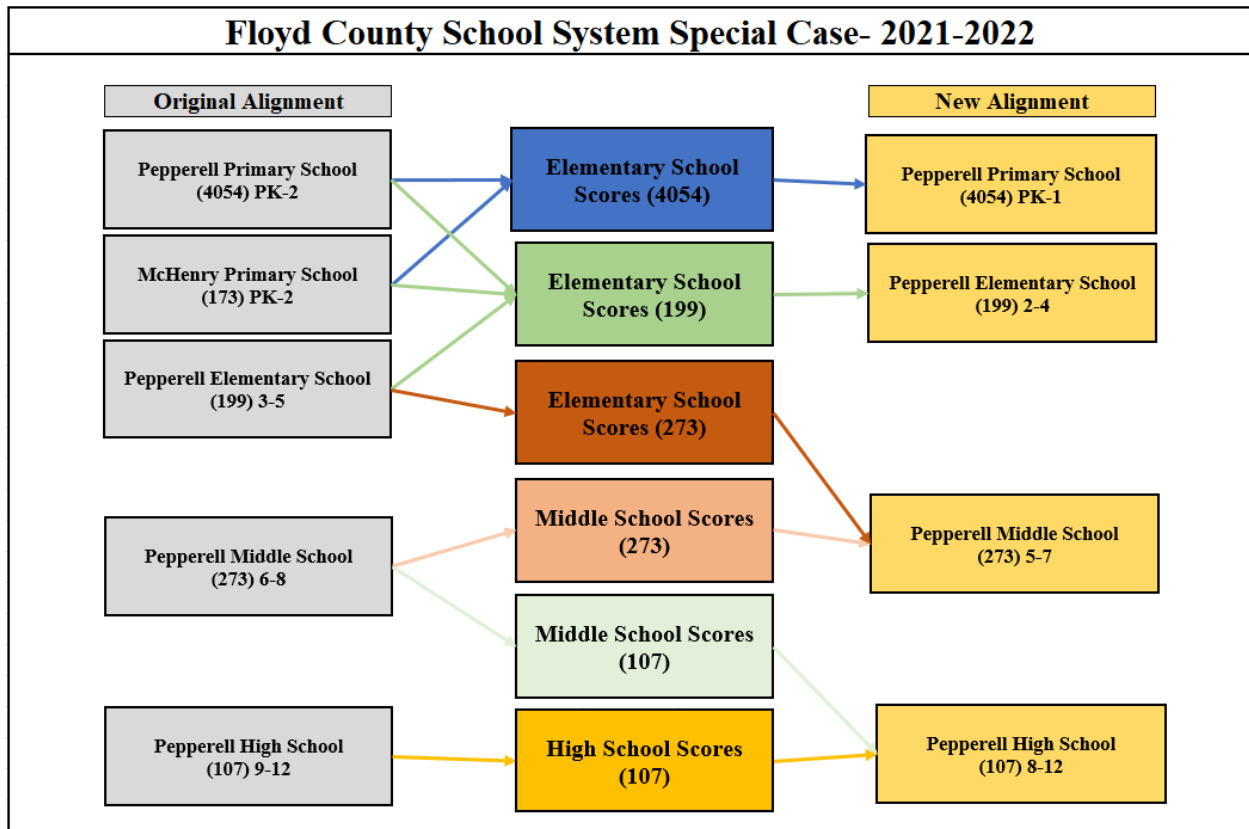 Floyd County School System Special Case- 2021-2022
Original Alignment
New Alignment
Pepperell Primary School
(4054) PK-2
Elementary School
Scores (4054)
Pepperell Primary School
(4054) PK-1
McHenry Primary School
(173) PK-2
Elementary School
Scores (199)
Pepperell Elementary School
(199) 2-4
Pepperell Elementary School
(199) 3-5
Elementary School
Scores (273)
Pepperell Middle School
(273) 6-8
Middle School Scores
(273)
Pepperell Middle School
(273) 5-7
Middle School Scores
(107)
Pepperell High School
(107) 9-12
High School Scores
(107)
Pepperell High School
(107) 8-12